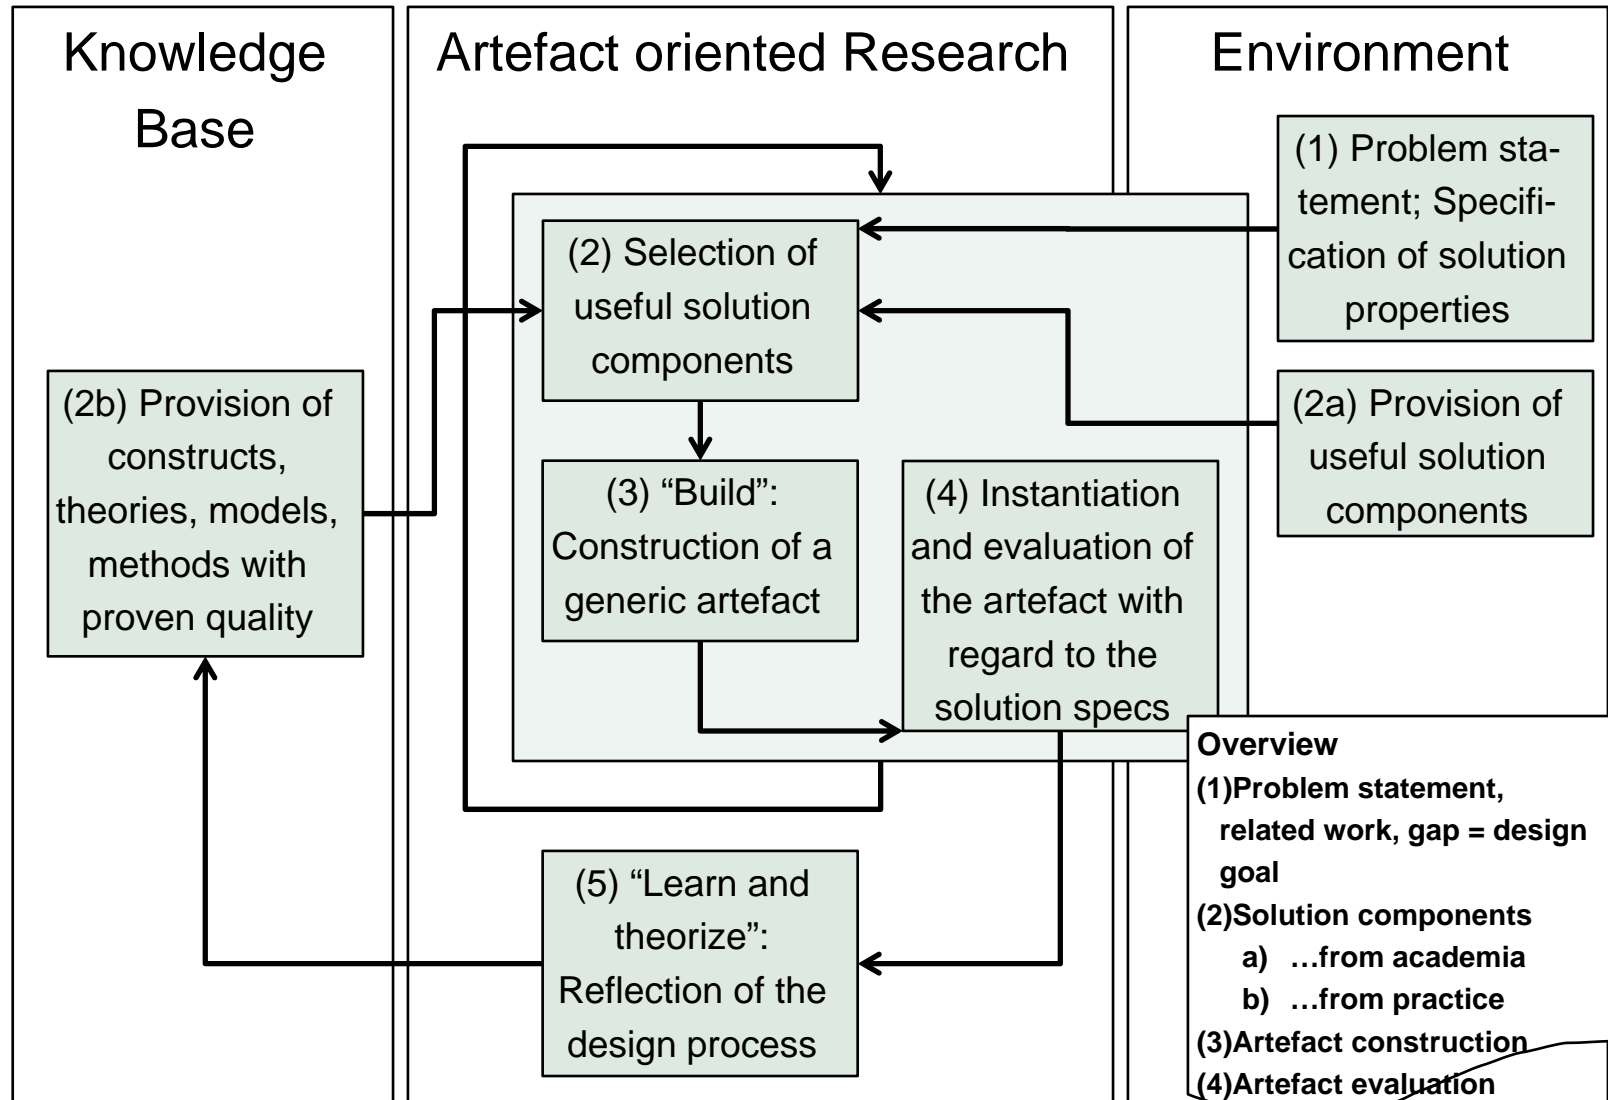 Knowledge
Base
Artefact oriented Research
Environment
(1) Problem sta-
tement; Specifi-
cation of solution
properties
(2) Selection of
useful solution
components
(2b) Provision of
constructs,
theories, models,
methods with
proven quality
(2a) Provision of
useful solution
components
(3) “Build”:
Construction of a
generic artefact
(4) Instantiation
and evaluation of
the artefact with
regard to the
solution specs
(5) “Learn and
theorize”:
Reflection of the
design process
Overview
(1)Problem statement,
related work, gap = design
goal
(2)Solution components
a) …from academia
b) …from practice
(3)Artefact construction
(4)Artefact evaluation